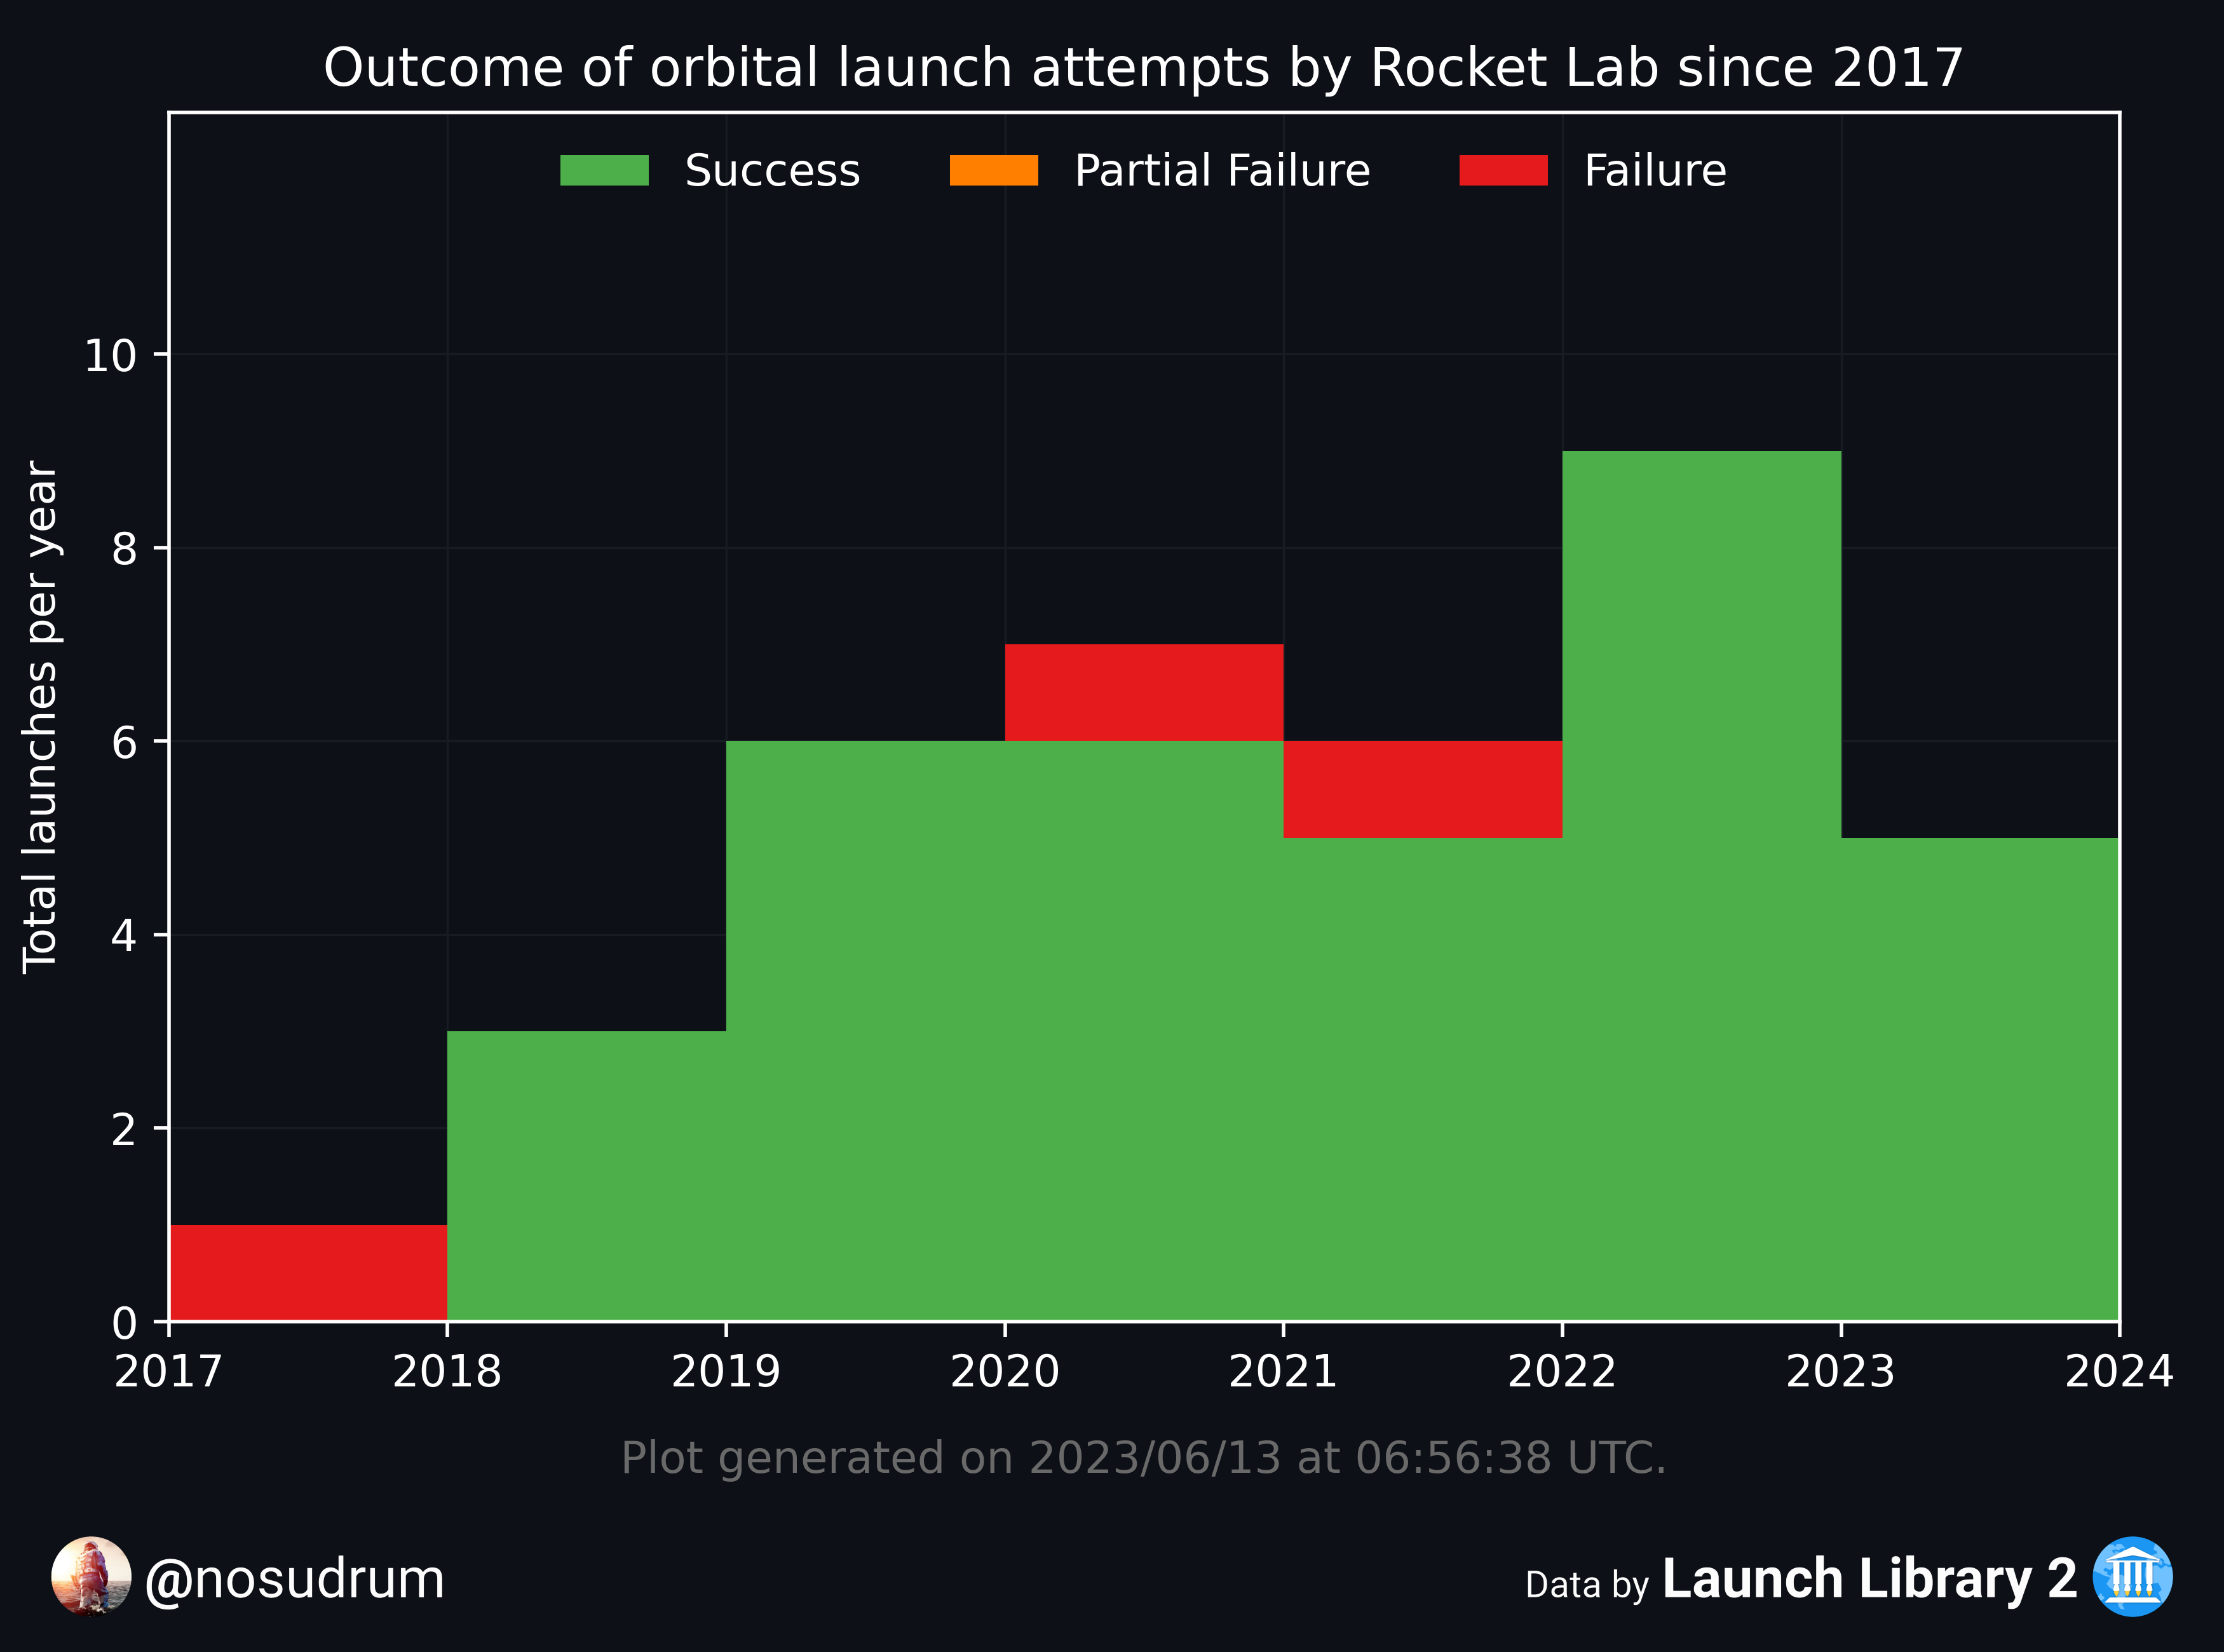 Outcome of orbital launch attempts by Rocket Lab since 2017
Success Partial Failure Failure
Total launches per year
10
8
6
4
2
0
2017 2018 2019 2020 2021 2022 2023 2024
Plot generated on 2023/06/13 at 06:56:38 UTC.
@nosudrum
Data by Launch Library 2